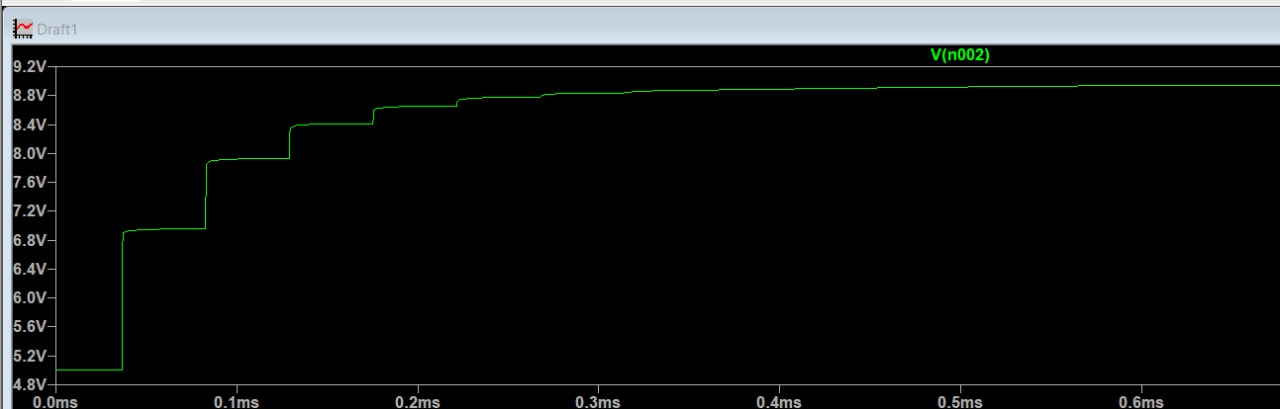 Draft1
V(n002)
9.2V
8.8V
8.4V
8.0V
7.6V
7.2V
6.8V
6.4V
6.0V
5.6V
5.2V
4.8V
0.0ms 0.1ms 0.2ms 0.3ms 0.4ms 0.5ms 0.6ms